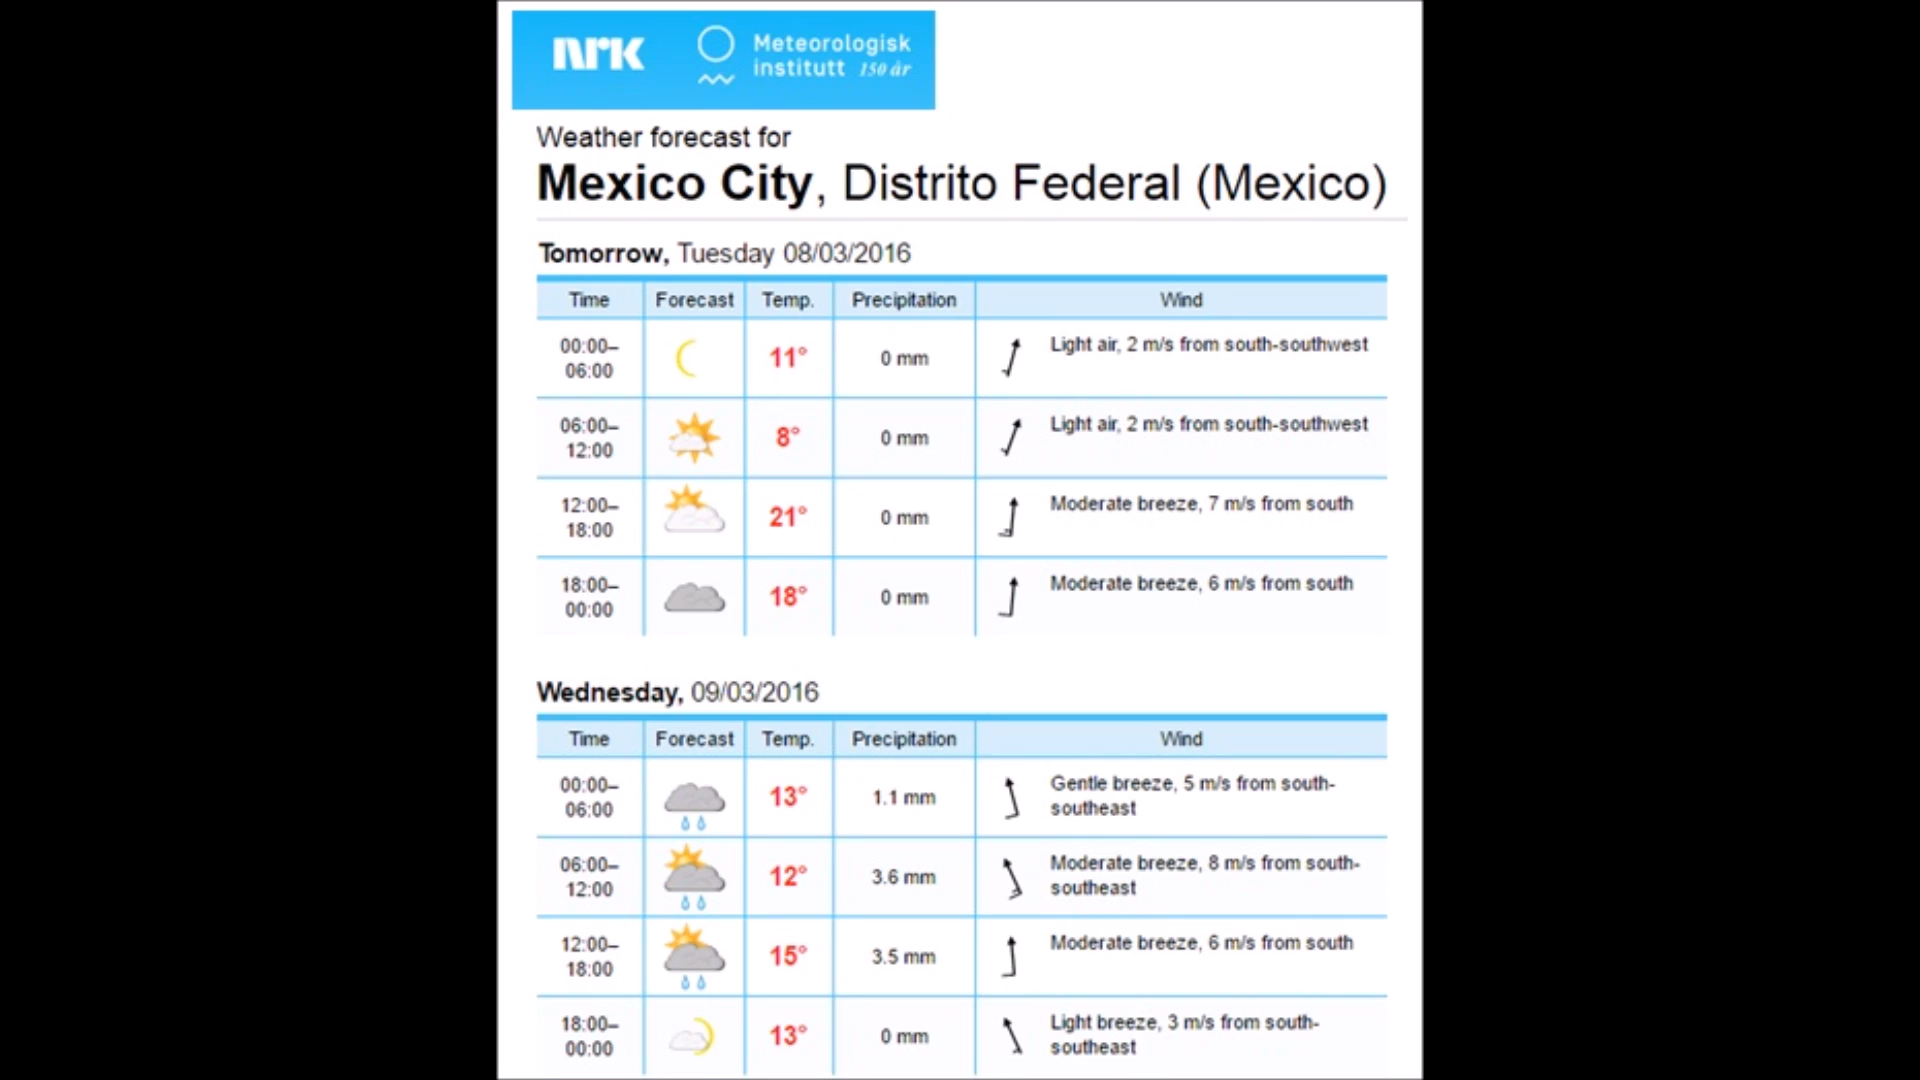 NRK
Meteorologisk
institutt 150 år
Weather forecast for
Mexico City, Distrito Federal (Mexico)
Tomorrow, Tuesday 08/03/2016
Time Forecast Temp. Precipitation Wind
00:00–
06:00
11°
0 mm
Light air, 2 m/s from south-southwest
06:00–
12:00
8°
0 mm
Light air, 2 m/s from south-southwest
12:00–
18:00
21°
0 mm
Moderate breeze, 7 m/s from south
18:00–
00:00
18°
0 mm
Moderate breeze, 6 m/s from south
Wednesday, 09/03/2016
Time Forecast Temp. Precipitation Wind
00:00–
06:00
13°
1.1 mm
Gentle breeze, 5 m/s from south-
southeast
06:00–
12:00
12°
3.6 mm
Moderate breeze, 8 m/s from south-
southeast
12:00–
18:00
15°
3.5 mm
Moderate breeze, 6 m/s from south
18:00–
00:00
13°
0 mm
Light breeze, 3 m/s from south-
southeast